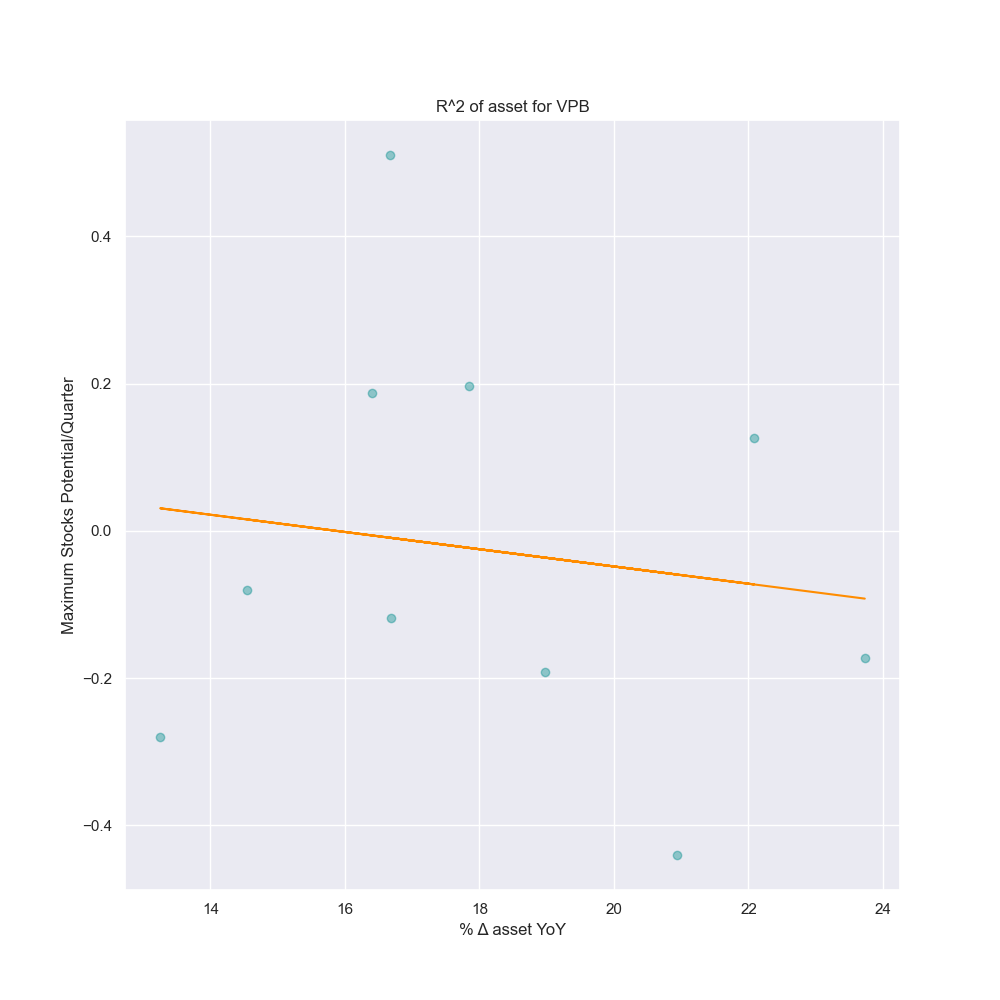 R^2 of asset for VPB
Maximum Stocks Potential/Quarter
0.4
0.2
0.0
−0.2
−0.4
14 16 18 20 22 24
% Δ asset YoY